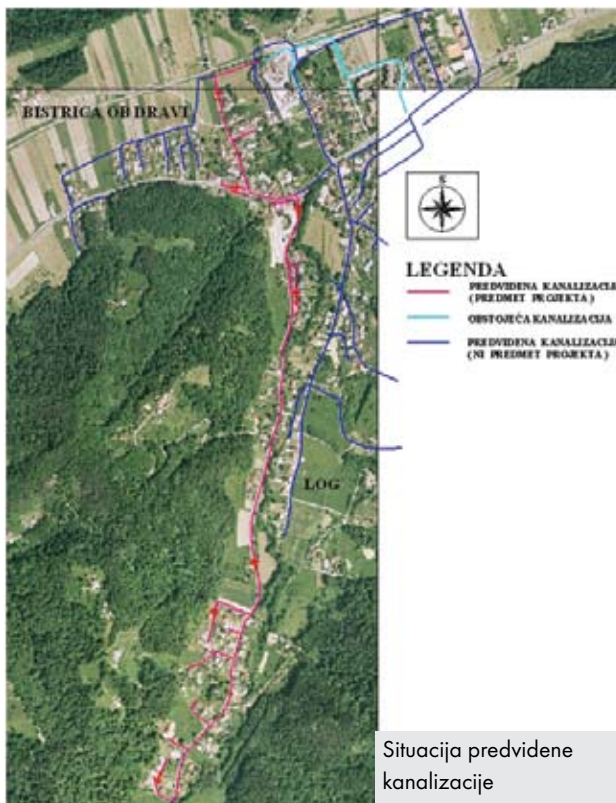 BISTRICA OB DRAVI
S
LEGENDA
PREDVIDENA KANALIZACIJA
(PREDMET PROJEKTA)
OBSTOJEČA KANALIZACIJA
PREDVIDENA KANALIZACIJA
(NI PREDMET PROJEKTA)
LOG
Situacija predvidene
kanalizacije